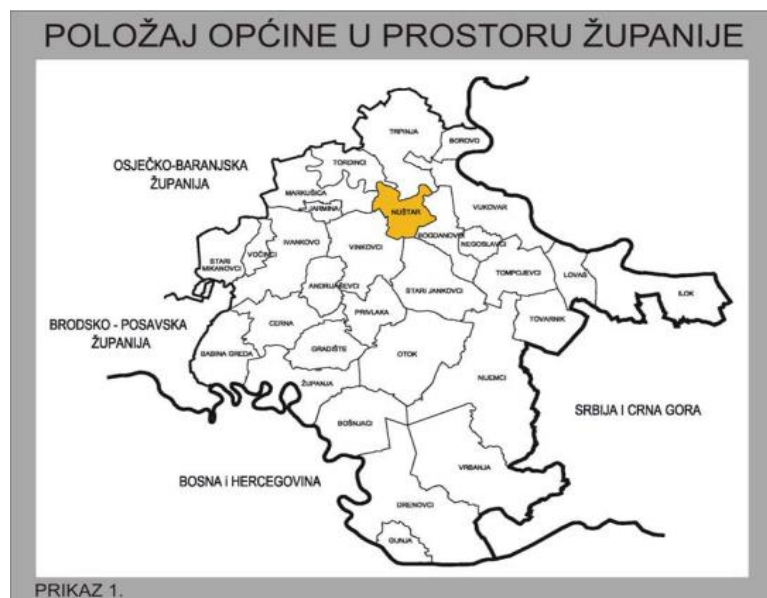 POLOŽAJ OPĆINE U PROSTORU ŽUPANIJE
TRPINJA
BOROVO
OSJEČKO-BARANJSKA
ŽUPANIJA
TORDINCI
MARKUŠICA
JARMINA
NUŠTAR
VUKOVAR
BOGDANOVCI
NEGOSLAVCI
IVANKOVO
VINKOVCI
VOĐINCI
STARI
MIKANOVCI
TOMPOJEVCI
LOVAS
ILOK
ANDRIJAŠEVCI
STARI JANKOVCI
TOVARNIK
PRIVLAKA
BRODSKO - POSAVSKA
ŽUPANIJA
CERNA
GRADIŠTE
OTOK
BABINA GREDA
NIJEMCI
ŽUPANJA
SRBIJA I CRNA GORA
BOŠNJACI
VRBANJA
BOSNA i HERCEGOVINA
DRENOVCI
GUNJA
PRIKAZ 1.